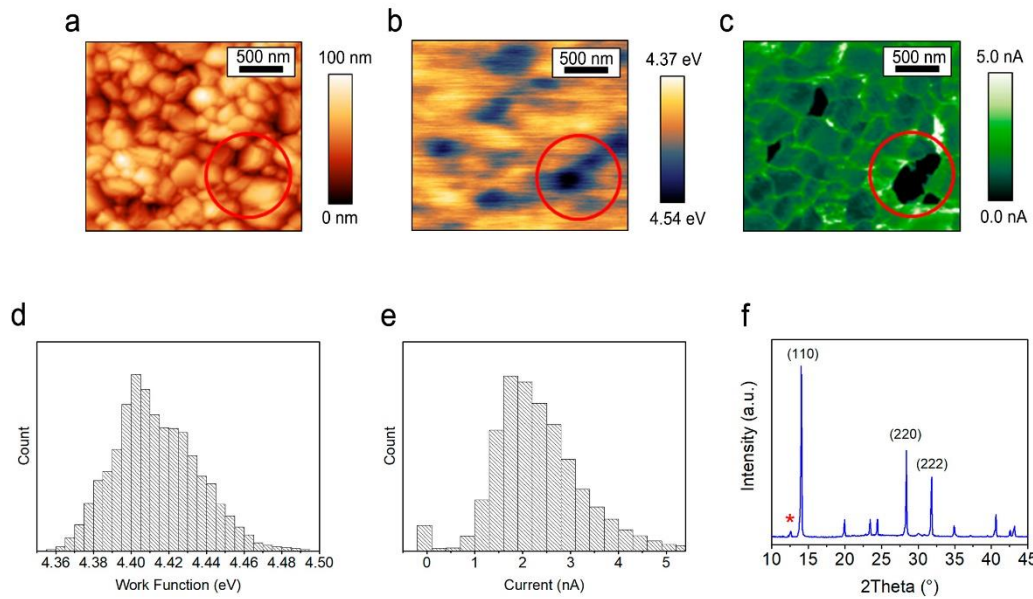 a
500 nm
100 nm
0 nm
b
500 nm
4.37 eV
4.54 eV
c
500 nm
5.0 nA
0.0 nA
d
Count
4.36 4.38 4.40 4.42 4.44 4.46 4.48 4.50
Work Function (eV)
e
Count
0 1 2 3 4 5
Current (nA)
f
Intensity (a.u.)
(110)
(220)
(222)
*
10 15 20 25 30 35 40 45
2Theta (°)